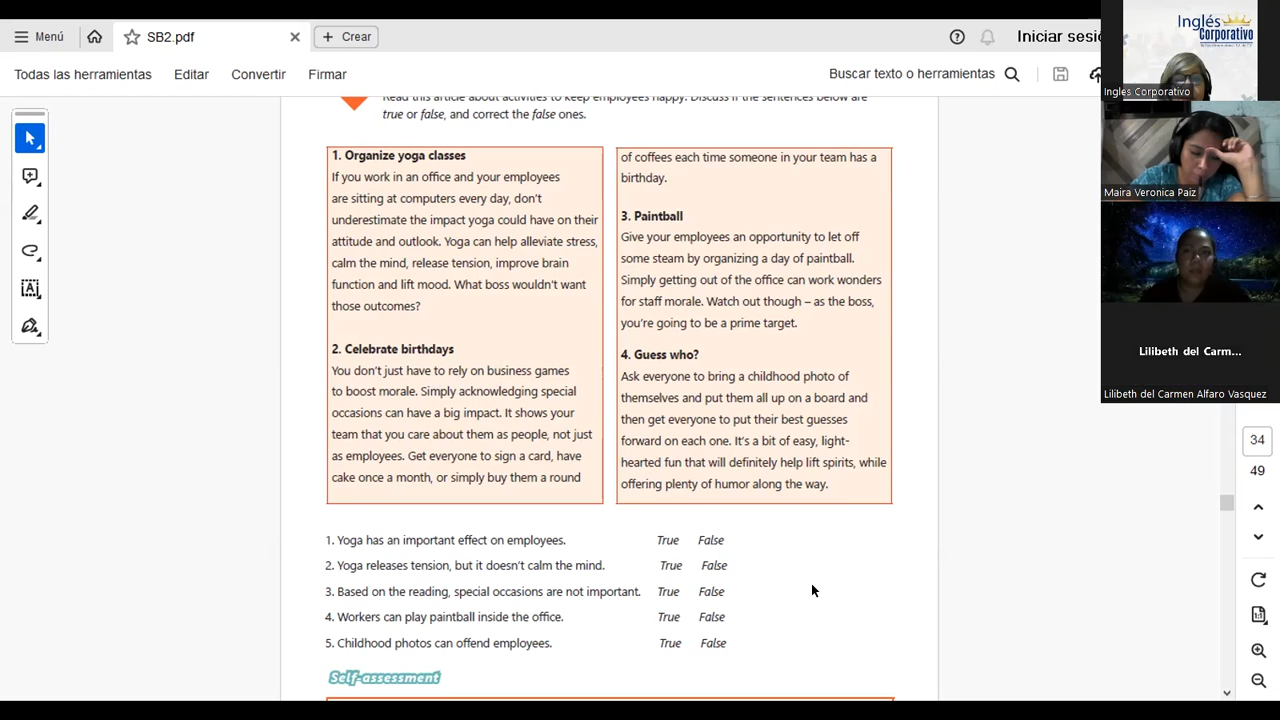 Menú
SB2.pdf
Crear
Iniciar sesi
Todas las herramientas
Editar
Convertir
Firmar
Buscar texto o herramientas
Read this article about activities to keep employees happy. Discuss if the sentences below are
true or false, and correct the false ones.
1. Organize yoga classes
If you work in an office and your employees
are sitting at computers every day, don't
underestimate the impact yoga could have on their
attitude and outlook. Yoga can help alleviate stress,
calm the mind, release tension, improve brain
function and lift mood. What boss wouldn't want
those outcomes?
2. Celebrate birthdays
You don't just have to rely on business games
to boost morale. Simply acknowledging special
occasions can have a big impact. It shows your
team that you care about them as people, not just
as employees. Get everyone to sign a card, have
cake once a month, or simply buy them a round
of coffees each time someone in your team has a
birthday.
3. Paintball
Give your employees an opportunity to let off
some steam by organizing a day of paintball.
Simply getting out of the office can work wonders
for staff morale. Watch out though – as the boss,
you're going to be a prime target.
4. Guess who?
Ask everyone to bring a childhood photo of
themselves and put them all up on a board and
then get everyone to put their best guesses
forward on each one. It's a bit of easy, light-
hearted fun that will definitely help lift spirits, while
offering plenty of humor along the way.
1. Yoga has an important effect on employees. True False
2. Yoga releases tension, but it doesn't calm the mind. True False
3. Based on the reading, special occasions are not important. True False
4. Workers can play paintball inside the office. True False
5. Childhood photos can offend employees. True False
Self-assessment
Inglés
Corporativo
Ingles Corporativo
Maira Veronica Paiz
Lilibeth del Carm...
Lilibeth del Carmen Alfaro Vasquez
34
49
1:1